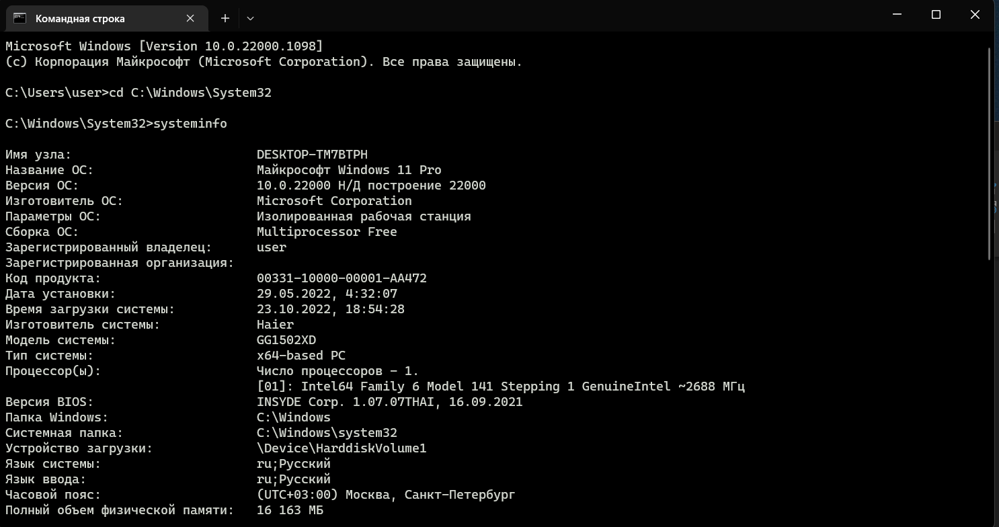 Командная строка
Microsoft Windows [Version 10.0.22000.1098]
(c) Корпорация Майкрософт (Microsoft Corporation). Все права защищены.
C:\Users\user>cd C:\Windows\System32
C:\Windows\System32>systeminfo
Имя узла: DESKTOP-TM7BTPH
Название ОС: Майкрософт Windows 11 Pro
Версия ОС: 10.0.22000 Н/Д построение 22000
Изготовитель ОС: Microsoft Corporation
Параметры ОС: Изолированная рабочая станция
Сборка ОС: Multiprocessor Free
Зарегистрированный владелец: user
Зарегистрированная организация:
Код продукта: 00331-10000-00001-AA472
Дата установки: 29.05.2022, 4:32:07
Время загрузки системы: 23.10.2022, 18:54:28
Изготовитель системы: Haier
Модель системы: GG1502XD
Тип системы: x64-based PC
Процессор(ы): Число процессоров - 1.
[01]: Intel64 Family 6 Model 141 Stepping 1 GenuineIntel ~2688 МГц
Версия BIOS: INSYDE Corp. 1.07.07THAI, 16.09.2021
Папка Windows: C:\Windows
Системная папка: C:\Windows\system32
Устройство загрузки: \Device\HarddiskVolume1
Язык системы: ru;Русский
Язык ввода: ru;Русский
Часовой пояс: (UTC+03:00) Москва, Санкт-Петербург
Полный объем физической памяти: 16 163 МБ